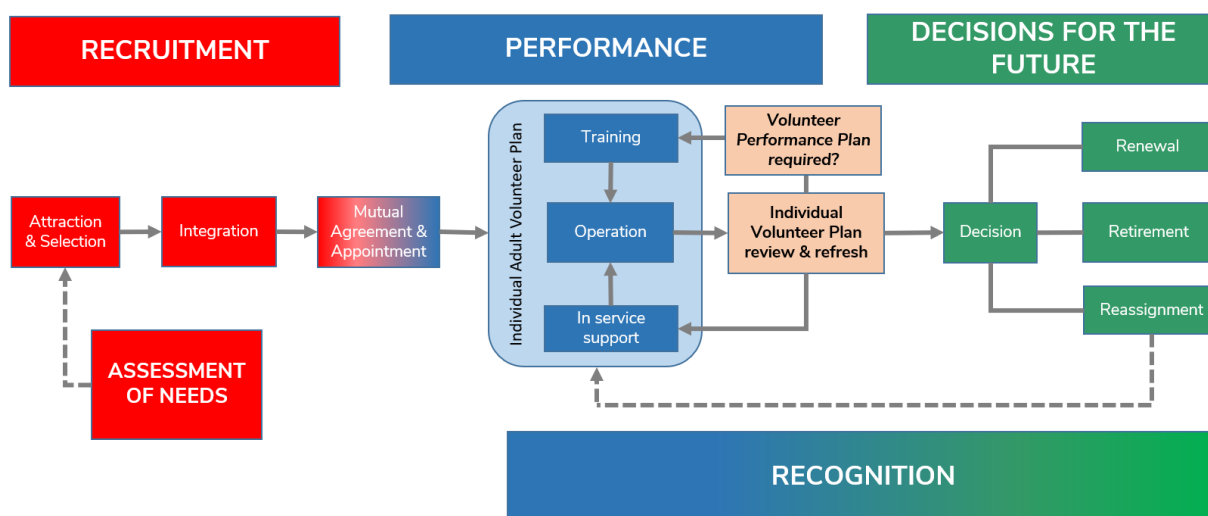 RECRUITMENT
PERFORMANCE
DECISIONS FOR THE
FUTURE
Individual Adult Volunteer Plan
Training
Volunteer
Performance Plan
required?
Renewal
Attraction
& Selection
Integration
Mutual
Agreement &
Appointment
Operation
Individual
Volunteer Plan
review & refresh
Decision
Retirement
In service
support
Reassignment
ASSESSMENT
OF NEEDS
RECOGNITION